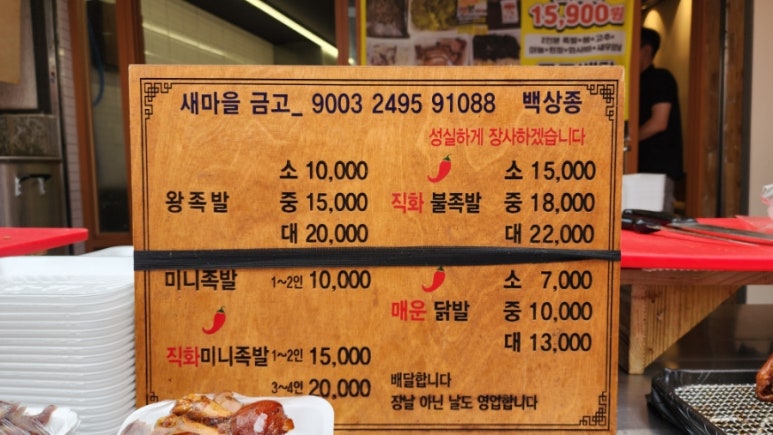 15,900원
새마을 금고_ 9003 2495 91088 백상종
성실하게 장사하겠습니다
왕족발
소 10,000
중 15,000
대 20,000
직화 불족발
소 15,000
중 18,000
대 22,000
미니족발 1~2인 10,000
직화미니족발 1~2인 15,000
3~4인 20,000
매운 닭발
소 7,000
중 10,000
대 13,000
배달합니다
장날 아닌 날도 영업합니다